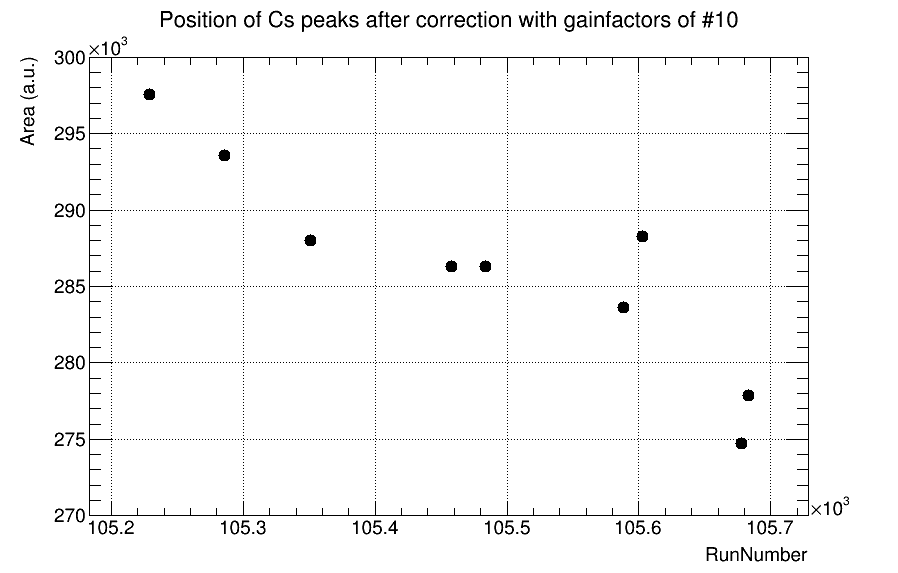 Position of Cs peaks after correction with gainfactors of #10
×10³
Area (a.u.)
300
295
290
285
280
275
270
105.2 105.3 105.4 105.5 105.6 105.7
×10³
RunNumber